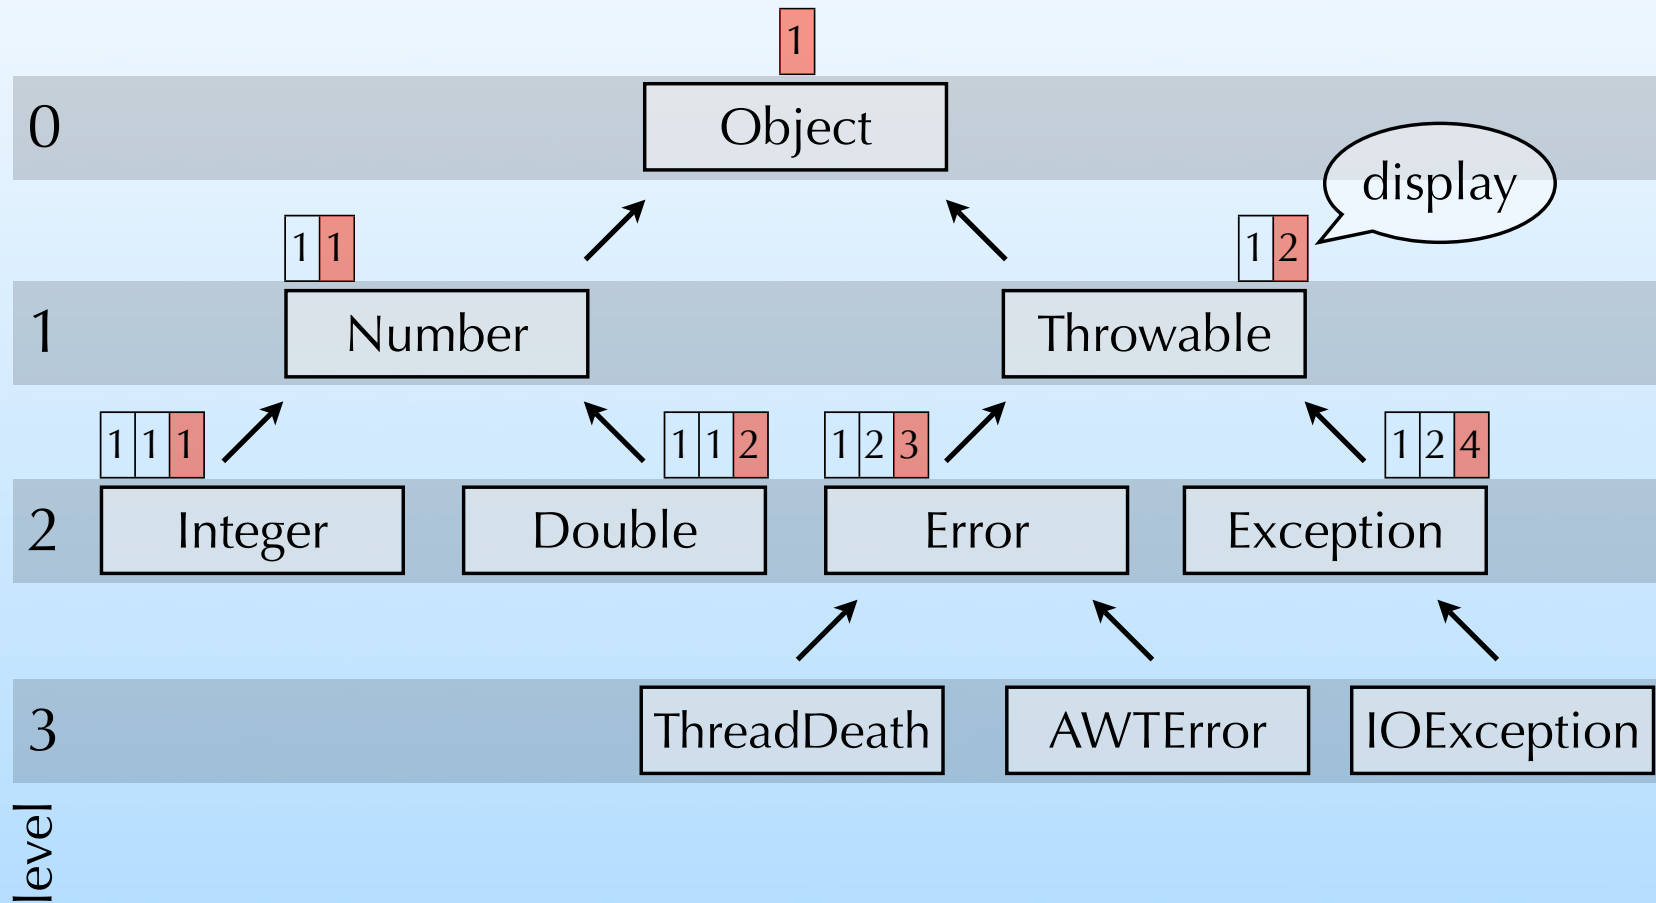 1
0
Object
display
1 1
1 2
1
Number
Throwable
1 1 1
1 1 2
1 2 3
1 2 4
2
Integer
Double
Error
Exception
3
ThreadDeath
AWTError
IOException
level